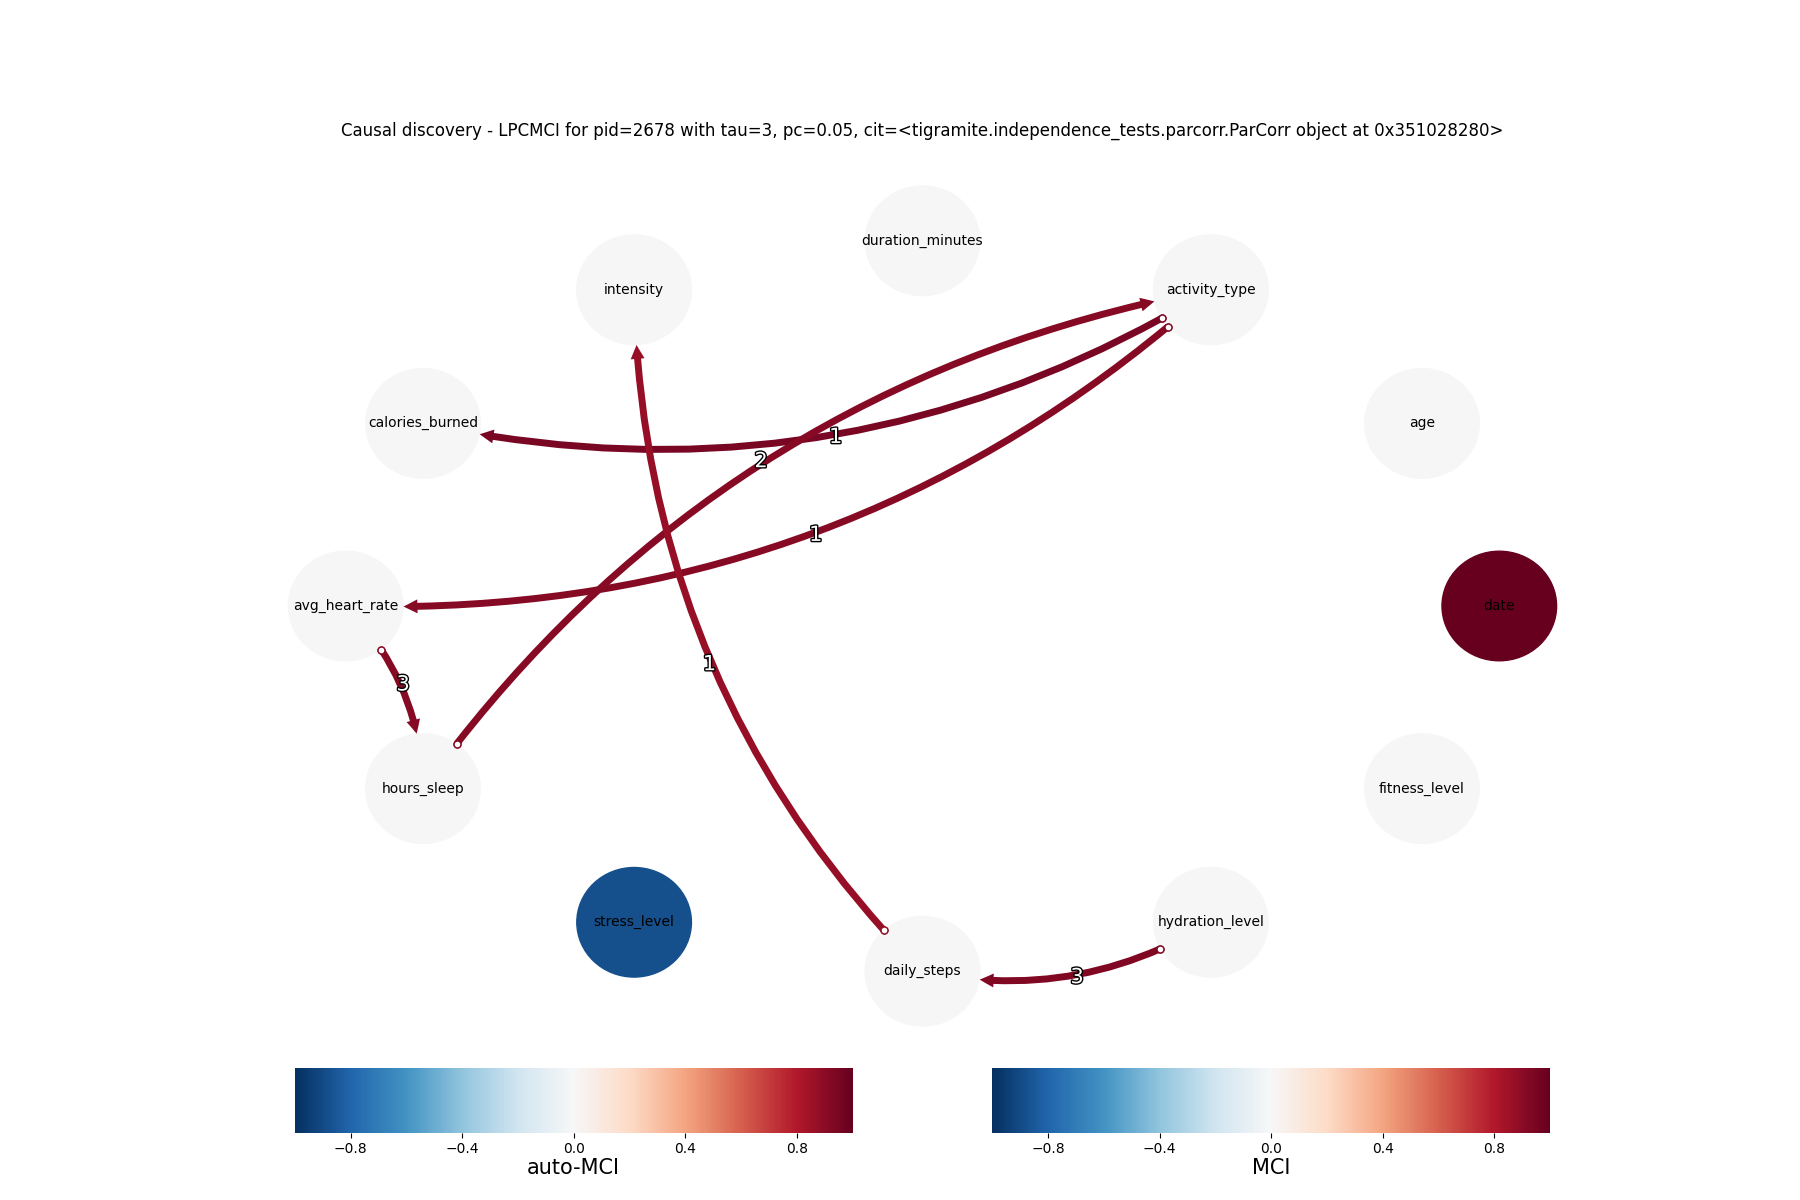 Causal discovery - LPCMCI for pid=2678 with tau=3, pc=0.05, cit=<tigramite.independence_tests.parcorr.ParCorr object at 0x351028280>
duration_minutes
intensity
activity_type
calories_burned
age
1
2
1
avg_heart_rate
date
1
3
hours_sleep
fitness_level
stress_level
hydration_level
daily_steps
3
−0.8 −0.4 0.0 0.4 0.8
auto-MCI
−0.8 −0.4 0.0 0.4 0.8
MCI